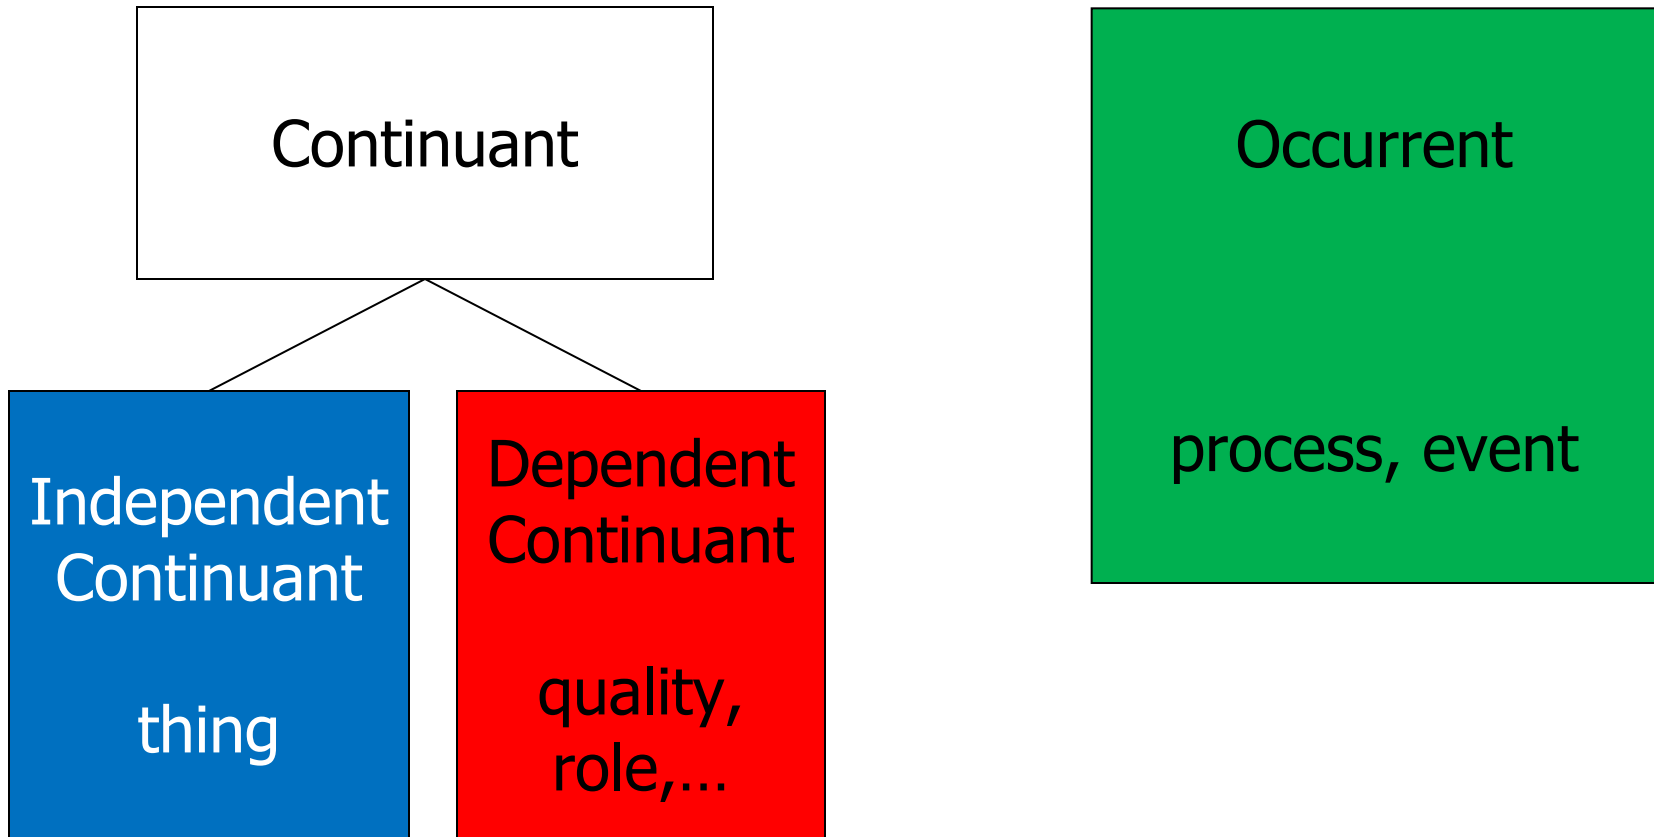 Continuant
Occurrent
Independent
Continuant
thing
Dependent
Continuant
quality,
role,...
process, event